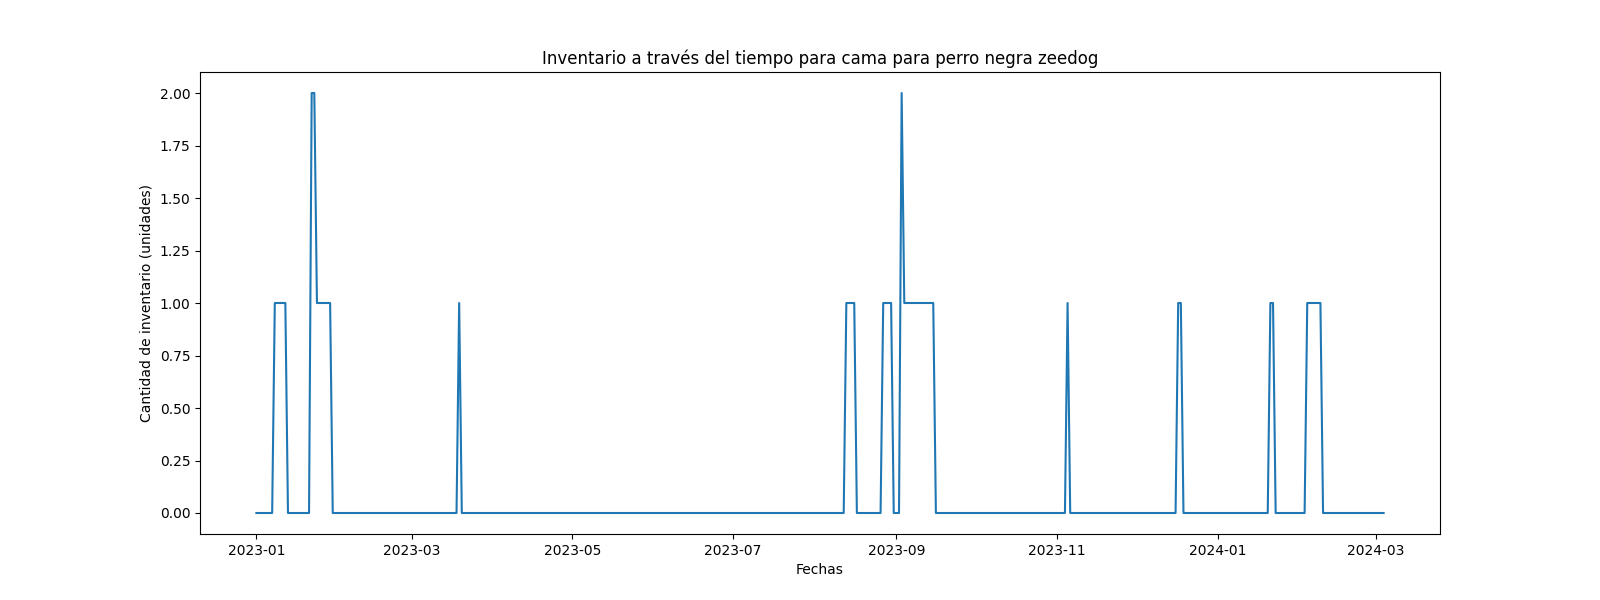 Inventario a través del tiempo para cama para perro negra zeedog
Cantidad de inventario (unidades)
2.00
1.75
1.50
1.25
1.00
0.75
0.50
0.25
0.00
2023-01 2023-03 2023-05 2023-07 2023-09 2023-11 2024-01 2024-03
Fechas